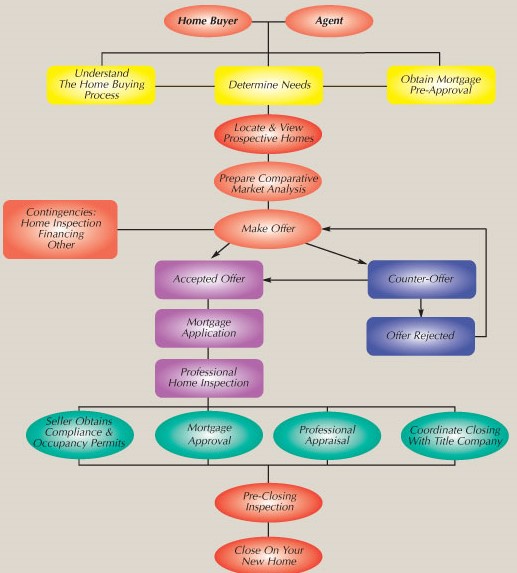 Home Buyer
Agent
Understand
The Home Buying
Process
Determine Needs
Obtain Mortgage
Pre-Approval
Locate & View
Prospective Homes
Prepare Comparative
Market Analysis
Contingencies:
Home Inspection
Financing
Other
Make Offer
Accepted Offer
Counter-Offer
Mortgage
Application
Offer Rejected
Professional
Home Inspection
Seller Obtains
Compliance &
Occupancy Permits
Mortgage
Approval
Professional
Appraisal
Coordinate Closing
With Title Company
Pre-Closing
Inspection
Close On Your
New Home